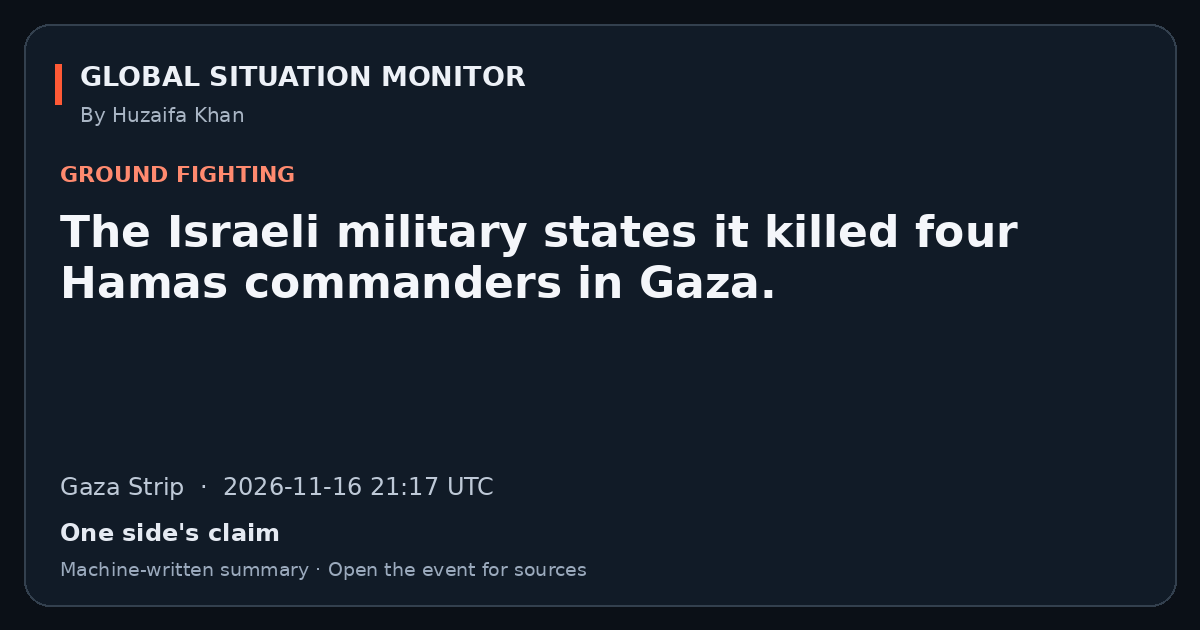 GLOBAL SITUATION MONITOR
By Huzaifa Khan
GROUND FIGHTING
The Israeli military states it killed four
Hamas commanders in Gaza.
Gaza Strip · 2026-11-16 21:17 UTC
One side's claim
Machine-written summary · Open the event for sources